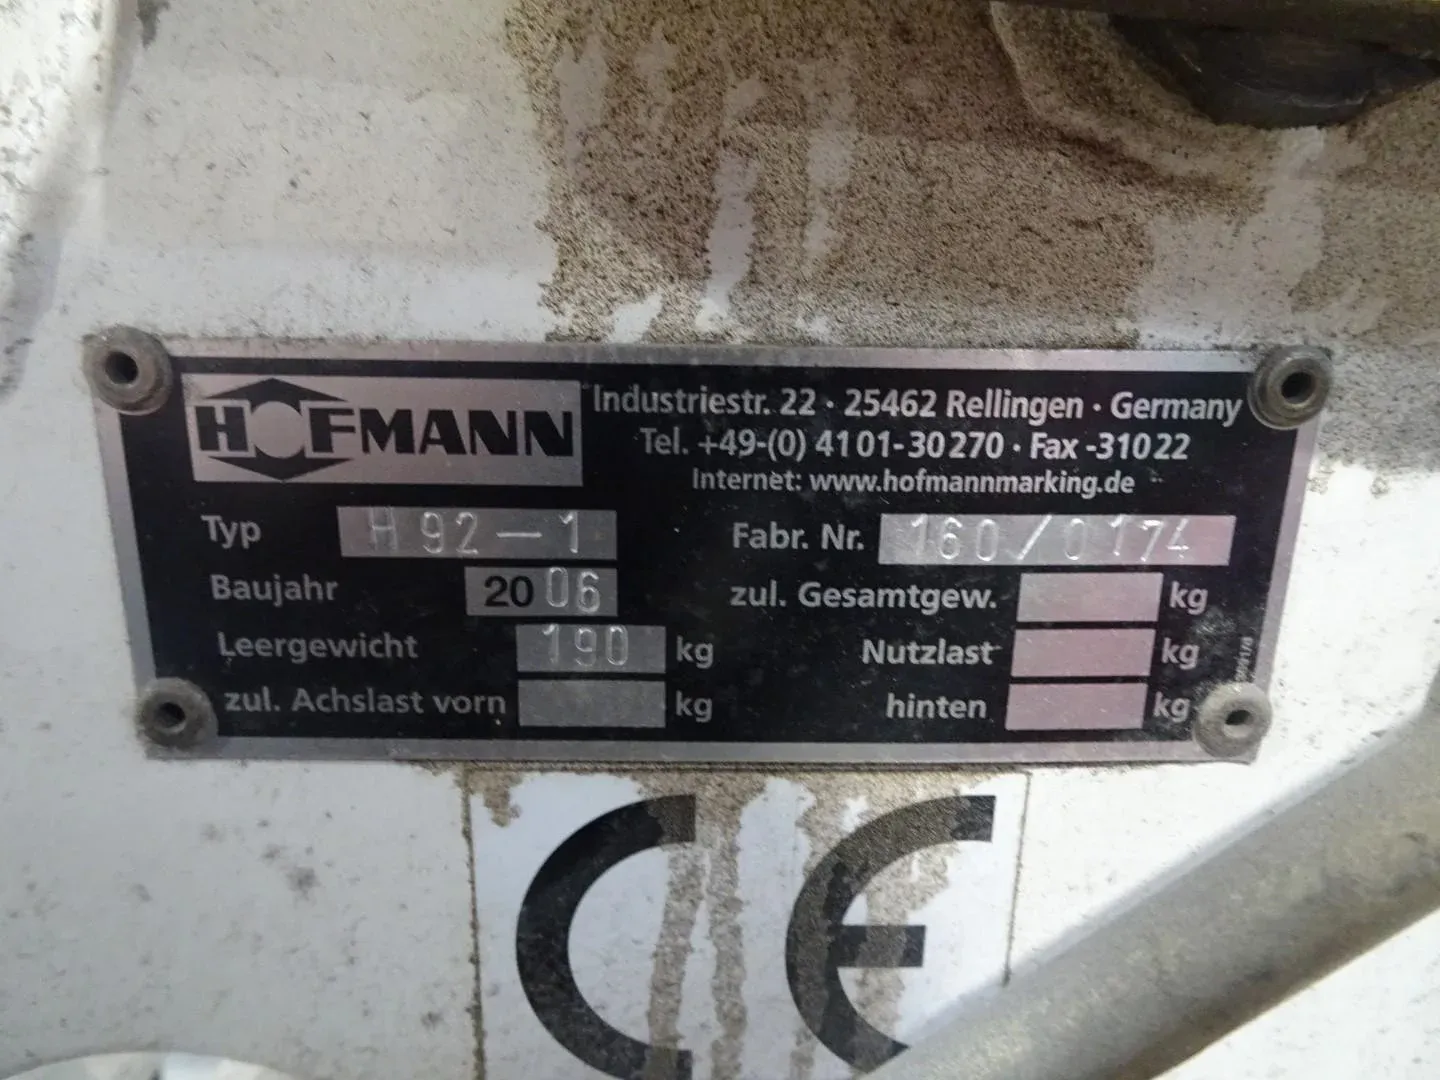 HOFMANN
Industriestr. 22 · 25462 Rellingen · Germany
Tel. +49-(0) 4101-30270 · Fax -31022
Internet: www.hofmannmarking.de
Typ H92-1 Fabr. Nr. 160/0174
Baujahr 2006 zul. Gesamtgew. kg
Leergewicht 190 kg Nutzlast kg
zul. Achslast vorn kg hinten kg
CE